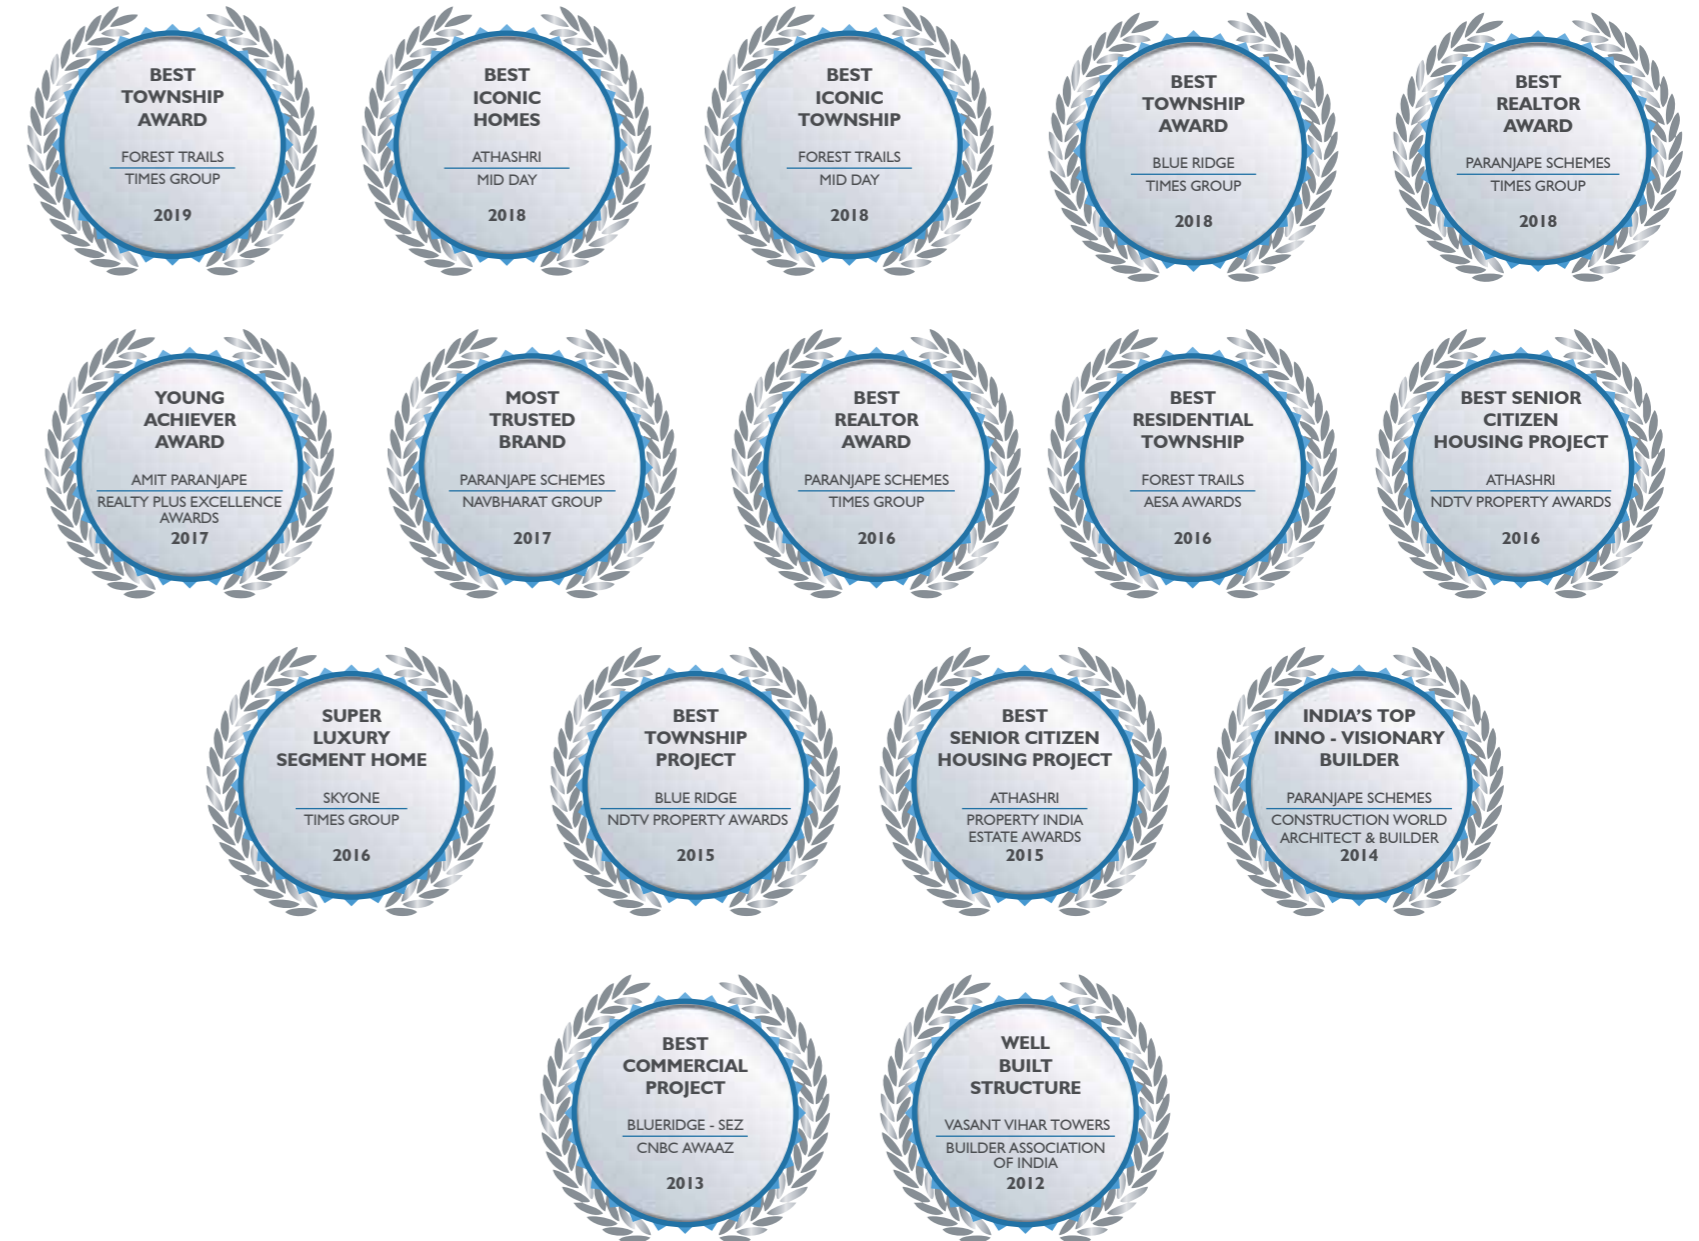 BEST
TOWNSHIP
AWARD
FOREST TRAILS
TIMES GROUP
2019
BEST
ICONIC
HOMES
ATHASHRI
MID DAY
2018
BEST
ICONIC
TOWNSHIP
FOREST TRAILS
MID DAY
2018
BEST
TOWNSHIP
AWARD
BLUE RIDGE
TIMES GROUP
2018
BEST
REALTOR
AWARD
PARANJAPE SCHEMES
TIMES GROUP
2018
YOUNG
ACHIEVER
AWARD
AMIT PARANJAPE
REALTY PLUS EXCELLENCE
AWARDS
2017
MOST
TRUSTED
BRAND
PARANJAPE SCHEMES
NAVBHARAT GROUP
2017
BEST
REALTOR
AWARD
PARANJAPE SCHEMES
TIMES GROUP
2016
BEST
RESIDENTIAL
TOWNSHIP
FOREST TRAILS
AESA AWARDS
2016
BEST SENIOR
CITIZEN
HOUSING PROJECT
ATHASHRI
NDTV PROPERTY AWARDS
2016
SUPER
LUXURY
SEGMENT HOME
SKYONE
TIMES GROUP
2016
BEST
TOWNSHIP
PROJECT
BLUE RIDGE
NDTV PROPERTY AWARDS
2015
BEST
SENIOR CITIZEN
HOUSING PROJECT
ATHASHRI
PROPERTY INDIA
ESTATE AWARDS
2015
INDIA'S TOP
INNO - VISIONARY
BUILDER
PARANJAPE SCHEMES
CONSTRUCTION WORLD
ARCHITECT & BUILDER
2014
BEST
COMMERCIAL
PROJECT
BLUERIDGE - SEZ
CNBC AWAAZ
2013
WELL
BUILT
STRUCTURE
VASANT VIHAR TOWERS
BUILDER ASSOCIATION
OF INDIA
2012